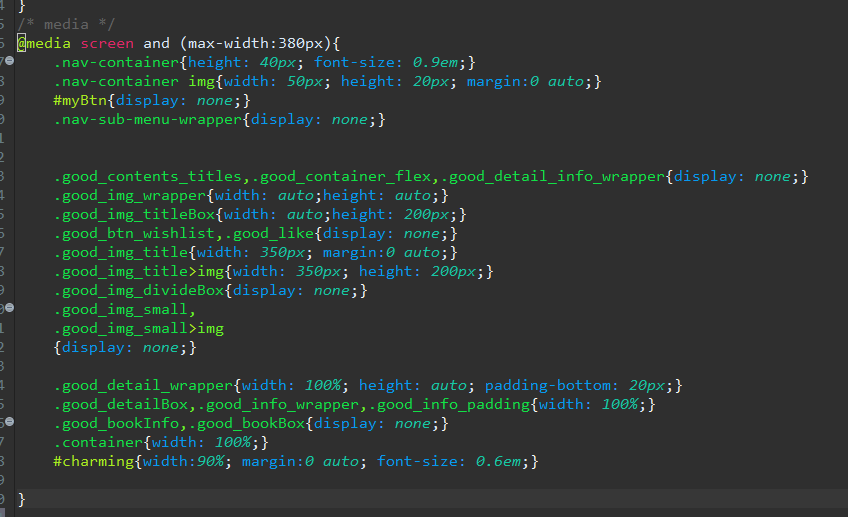 }
/* media */
@media screen and (max-width:380px){
.nav-container{height: 40px; font-size: 0.9em;}
.nav-container img{width: 50px; height: 20px; margin:0 auto;}
#myBtn{display: none;}
.nav-sub-menu-wrapper{display: none;}
.good_contents_titles,.good_container_flex,.good_detail_info_wrapper{display: none;}
.good_img_wrapper{width: auto;height: auto;}
.good_img_titleBox{width: auto;height: 200px;}
.good_btn_wishlist,.good_like{display: none;}
.good_img_title{width: 350px; margin:0 auto;}
.good_img_title>img{width: 350px; height: 200px;}
.good_img_divideBox{display: none;}
.good_img_small,
.good_img_small>img
{display: none;}
.good_detail_wrapper{width: 100%; height: auto; padding-bottom: 20px;}
.good_detailBox,.good_info_wrapper,.good_info_padding{width: 100%;}
.good_bookInfo,.good_bookBox{display: none;}
.container{width: 100%;}
#charming{width:90%; margin:0 auto; font-size: 0.6em;}
}